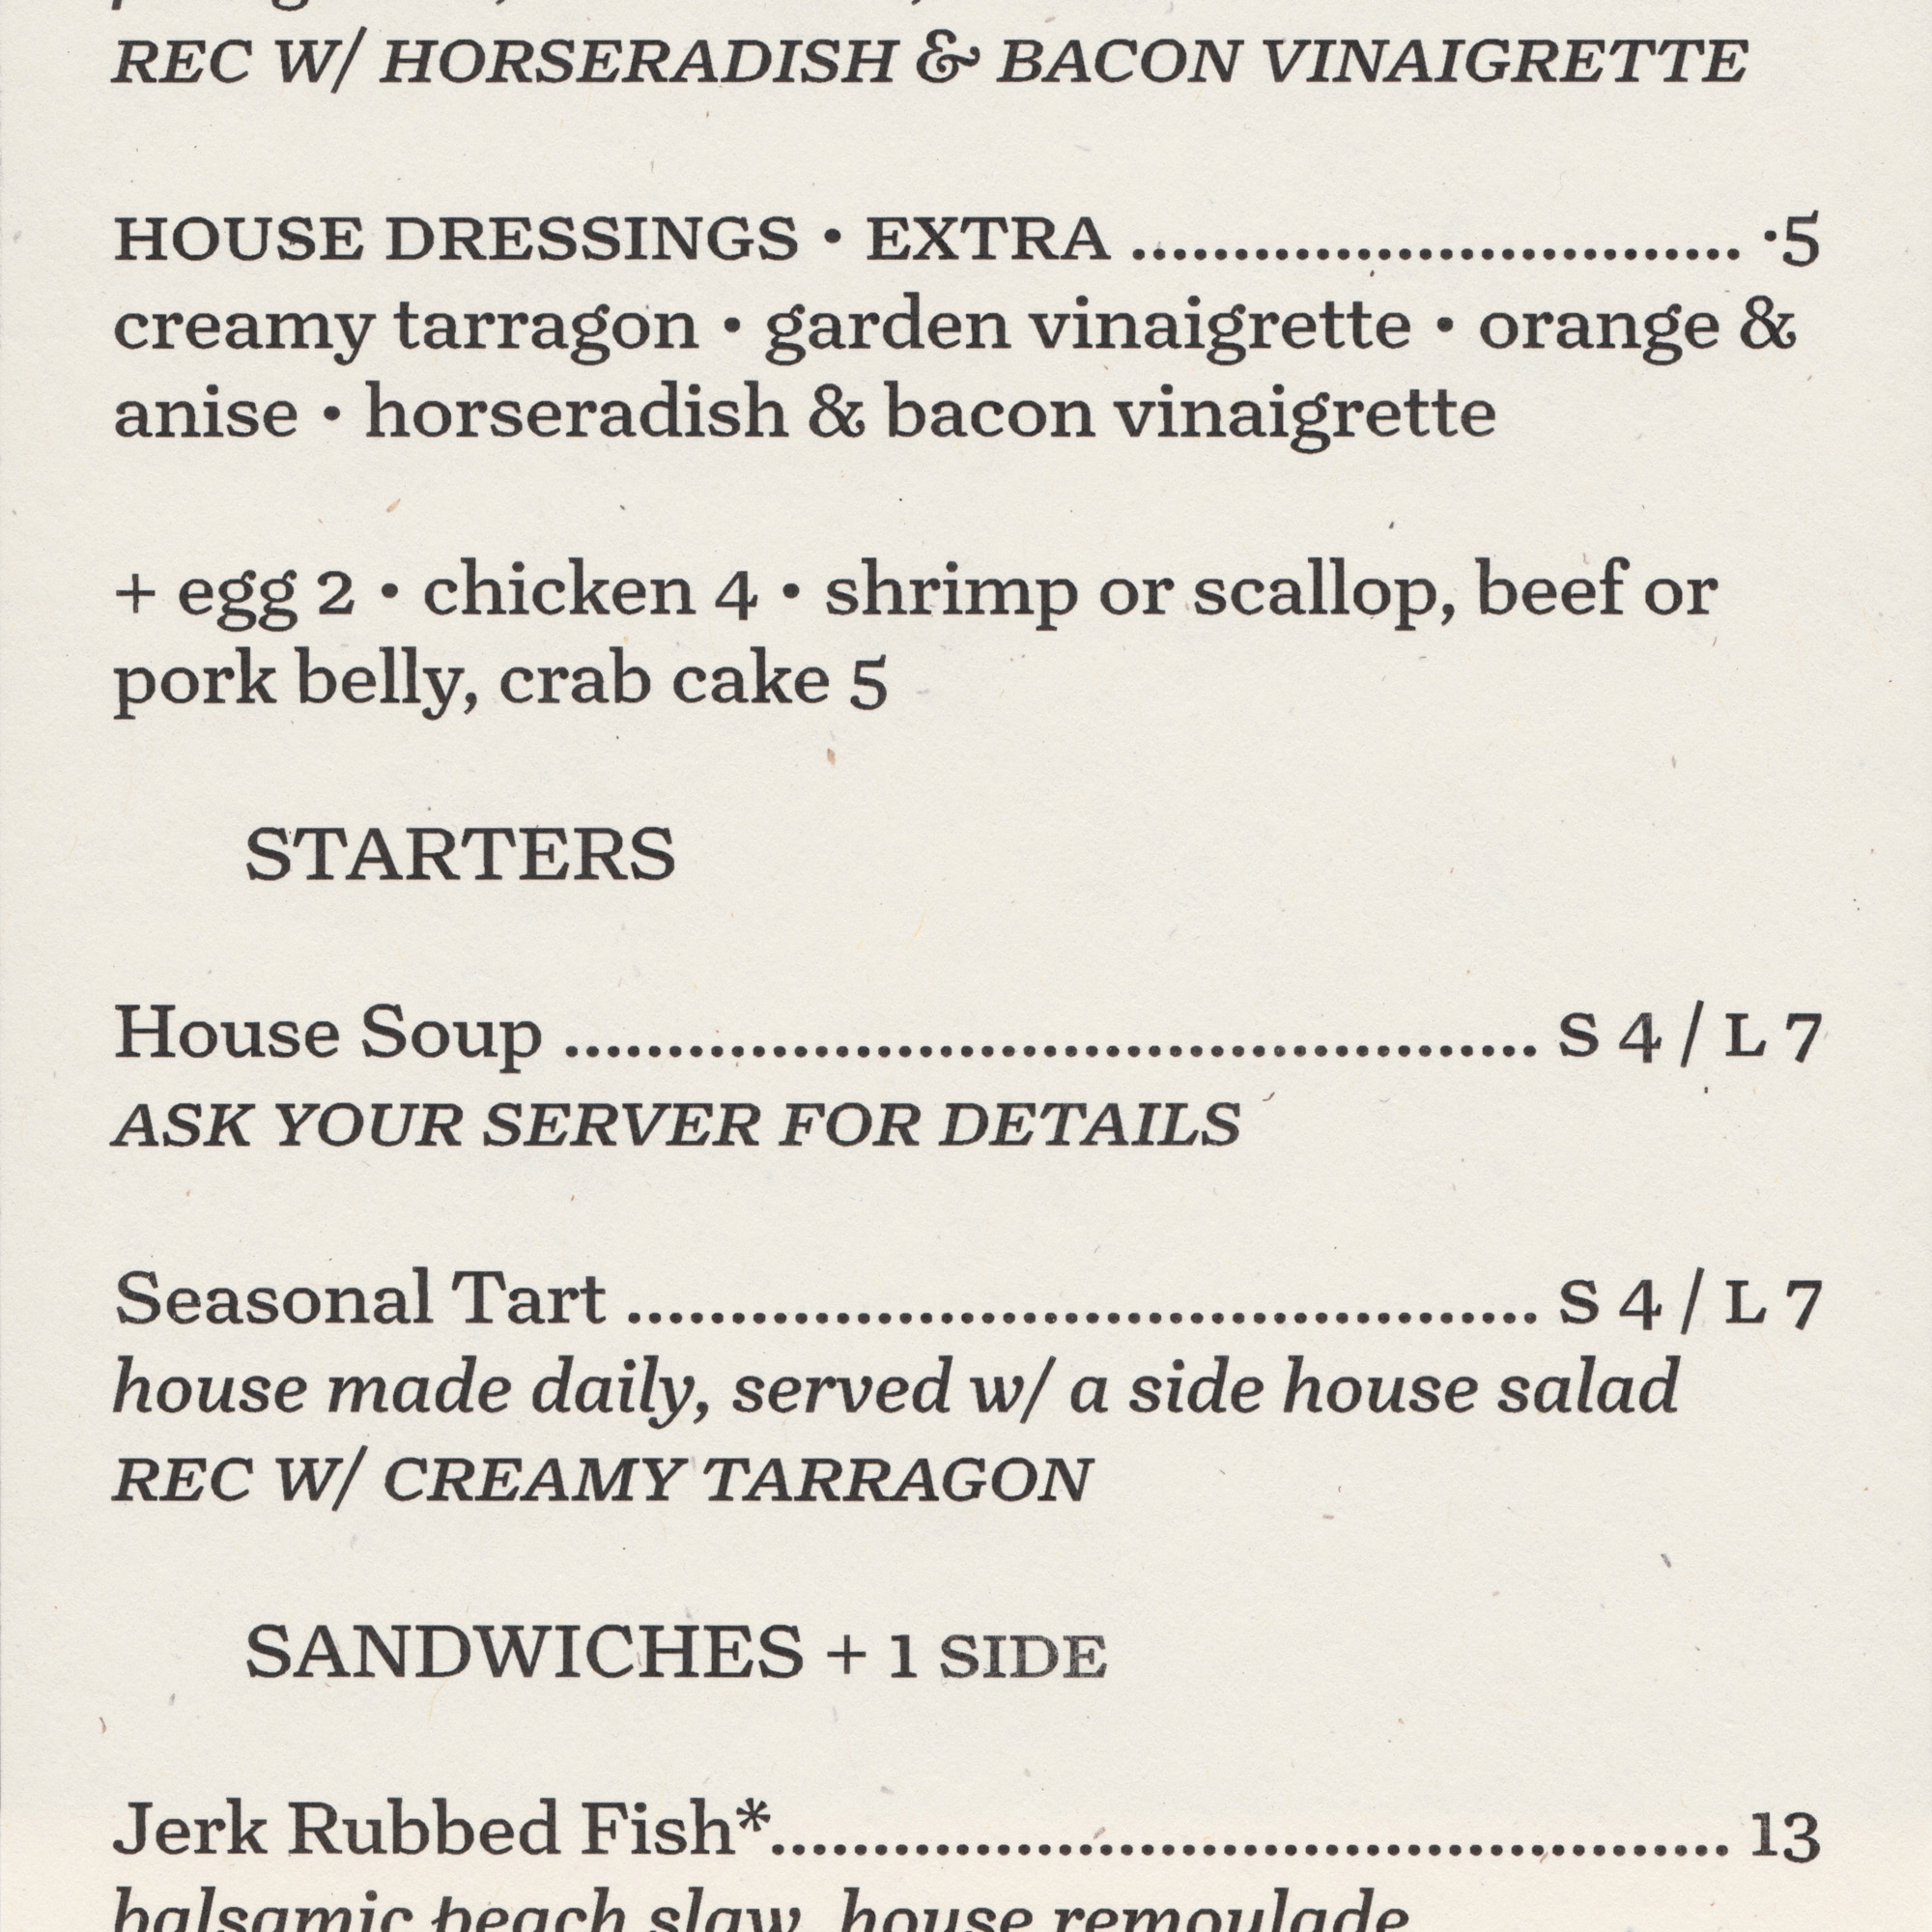 REC W/ HORSERADISH & BACON VINAIGRETTE
HOUSE DRESSINGS • EXTRA .............................. ·5
creamy tarragon • garden vinaigrette • orange &
anise • horseradish & bacon vinaigrette
+ egg 2 • chicken 4 • shrimp or scallop, beef or
pork belly, crab cake 5
STARTERS
House Soup ............................................... S 4 / L 7
ASK YOUR SERVER FOR DETAILS
Seasonal Tart ............................................ S 4 / L 7
house made daily, served w/ a side house salad
REC W/ CREAMY TARRAGON
SANDWICHES + 1 SIDE
Jerk Rubbed Fish*............................................... 13
balsamic peach slaw, house remoulade